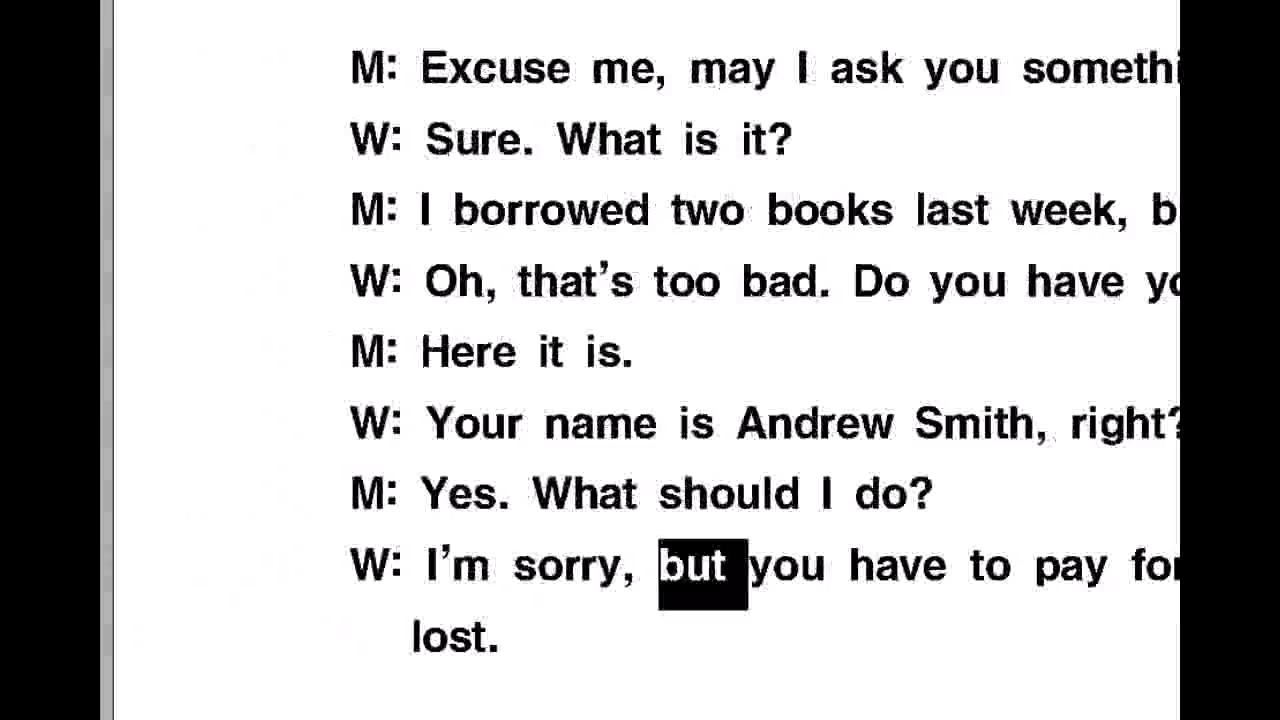 M: Excuse me, may I ask you somethi
W: Sure. What is it?
M: I borrowed two books last week, b
W: Oh, that's too bad. Do you have yo
M: Here it is.
W: Your name is Andrew Smith, right?
M: Yes. What should I do?
W: I'm sorry, but you have to pay for
lost.